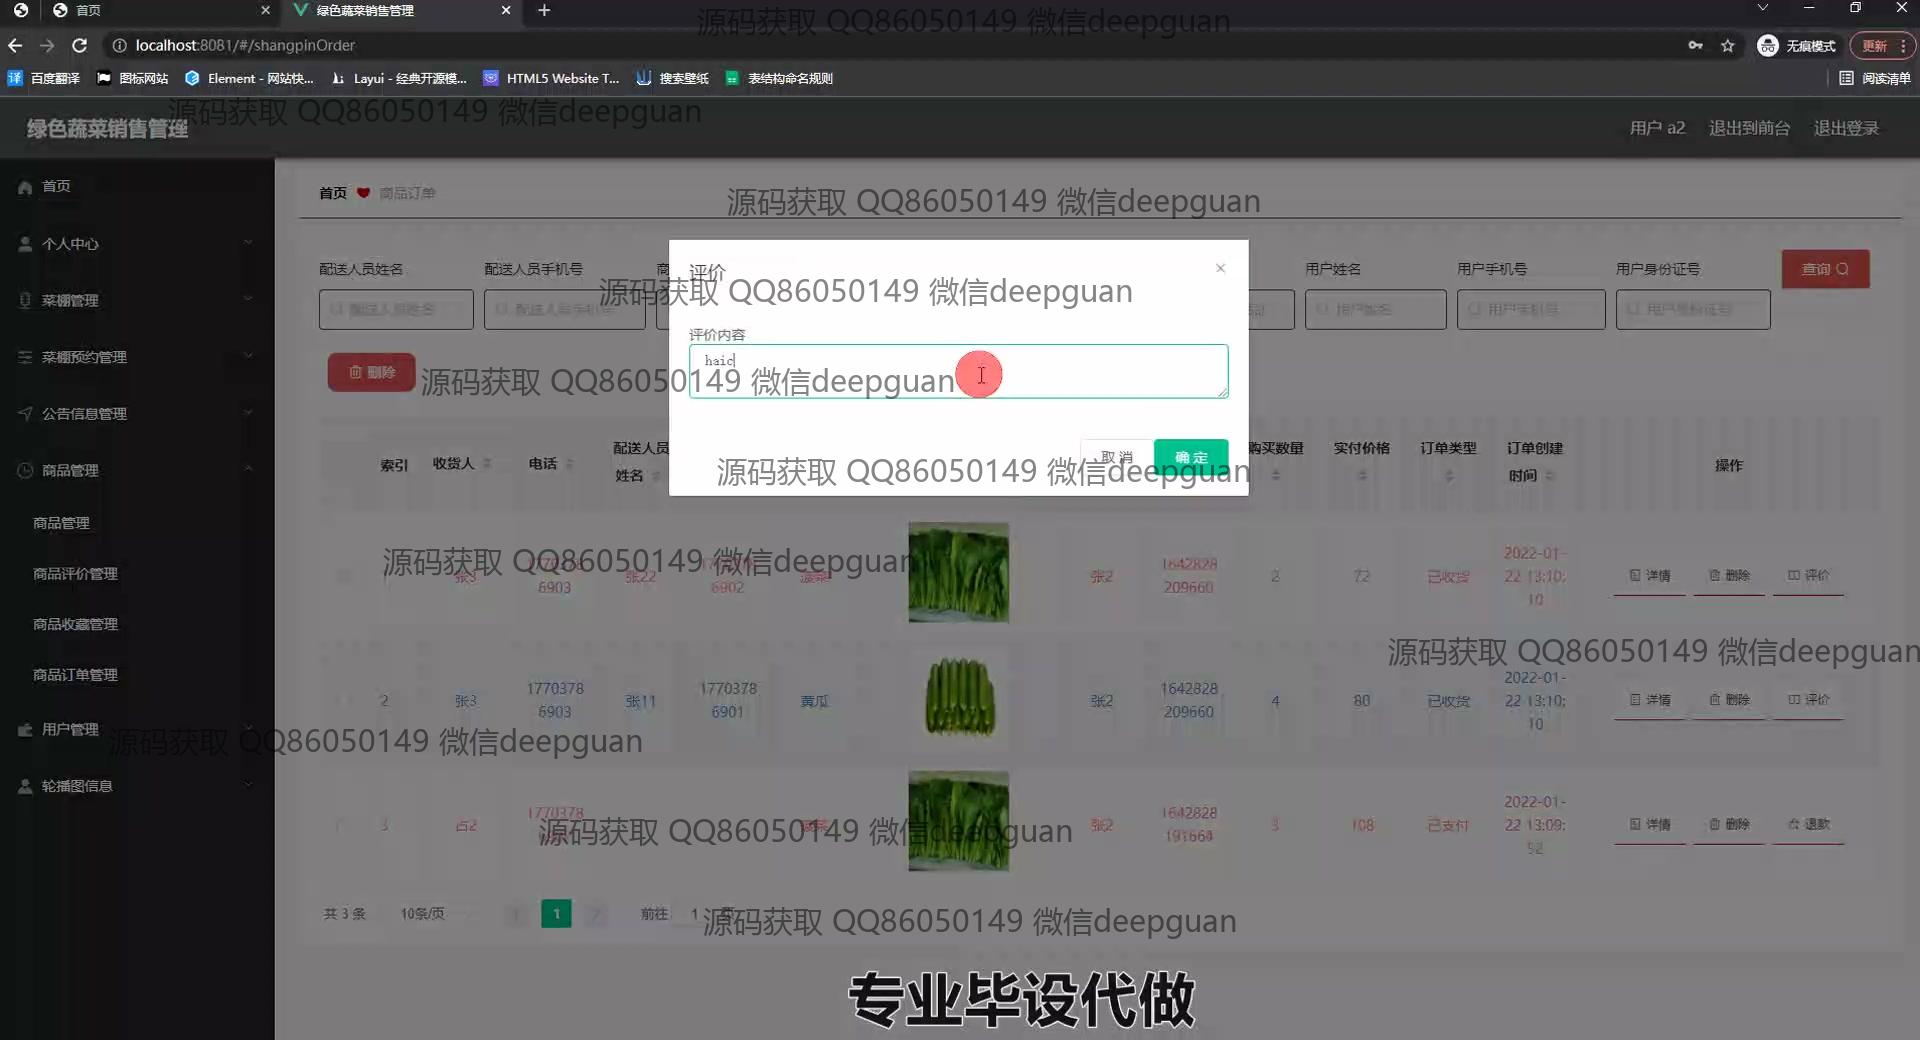 首页
绿色蔬菜销售管理
localhost:8081/#/shangpinOrder
无痕模式
更新
百度翻译
图标网站
Element - 网站快...
Layui - 经典开源模...
HTML5 Website T...
搜索壁纸
表结构命名规则
阅读清单
源码获取 QQ86050149 微信deepguan
源码获取 QQ86050149 微信deepguan
绿色蔬菜销售管理
用户 a2
退出到前台
退出登录
首页
个人中心
菜棚管理
菜棚预约管理
公告信息管理
商品管理
商品管理
商品评价管理
商品收藏管理
商品订单管理
用户管理
轮播图信息
首页
商品订单
源码获取 QQ86050149 微信deepguan
配送人员姓名
配送人员手机号
商
用户姓名
用户手机号
用户身份证号
查询
配送人员姓名
配送人员手机号
用户姓名
用户手机号
用户身份证号
评价
源码获取 QQ86050149 微信deepguan
评价内容
haic
删除
源码获取 QQ86050149 微信deepguan
取 消
确 定
源码获取 QQ86050149 微信deepguan
索引
收货人
电话
配送人员
姓名
购买数量
实付价格
订单类型
订单创建
时间
操作
源码获取 QQ86050149 微信deepguan
张3
6903
张22
6902
菠菜
张2
1642828
209660
2
72
已收货
2022-01-
22 13:10:
10
详情
删除
评价
源码获取 QQ86050149 微信deepguan
2
张3
1770378
6903
张11
1770378
6901
黄瓜
张2
1642828
209660
4
80
已收货
2022-01-
22 13:10:
10
详情
删除
评价
源码获取 QQ86050149 微信deepguan
3
1770378
源码获取 QQ86050149 微信deepguan
张2
1642828
191664
3
108
已支付
2022-01-
22 13:09:
52
详情
删除
退款
共 3 条
10条/页
1
前往
1
页
源码获取 QQ86050149 微信deepguan
专业毕设代做